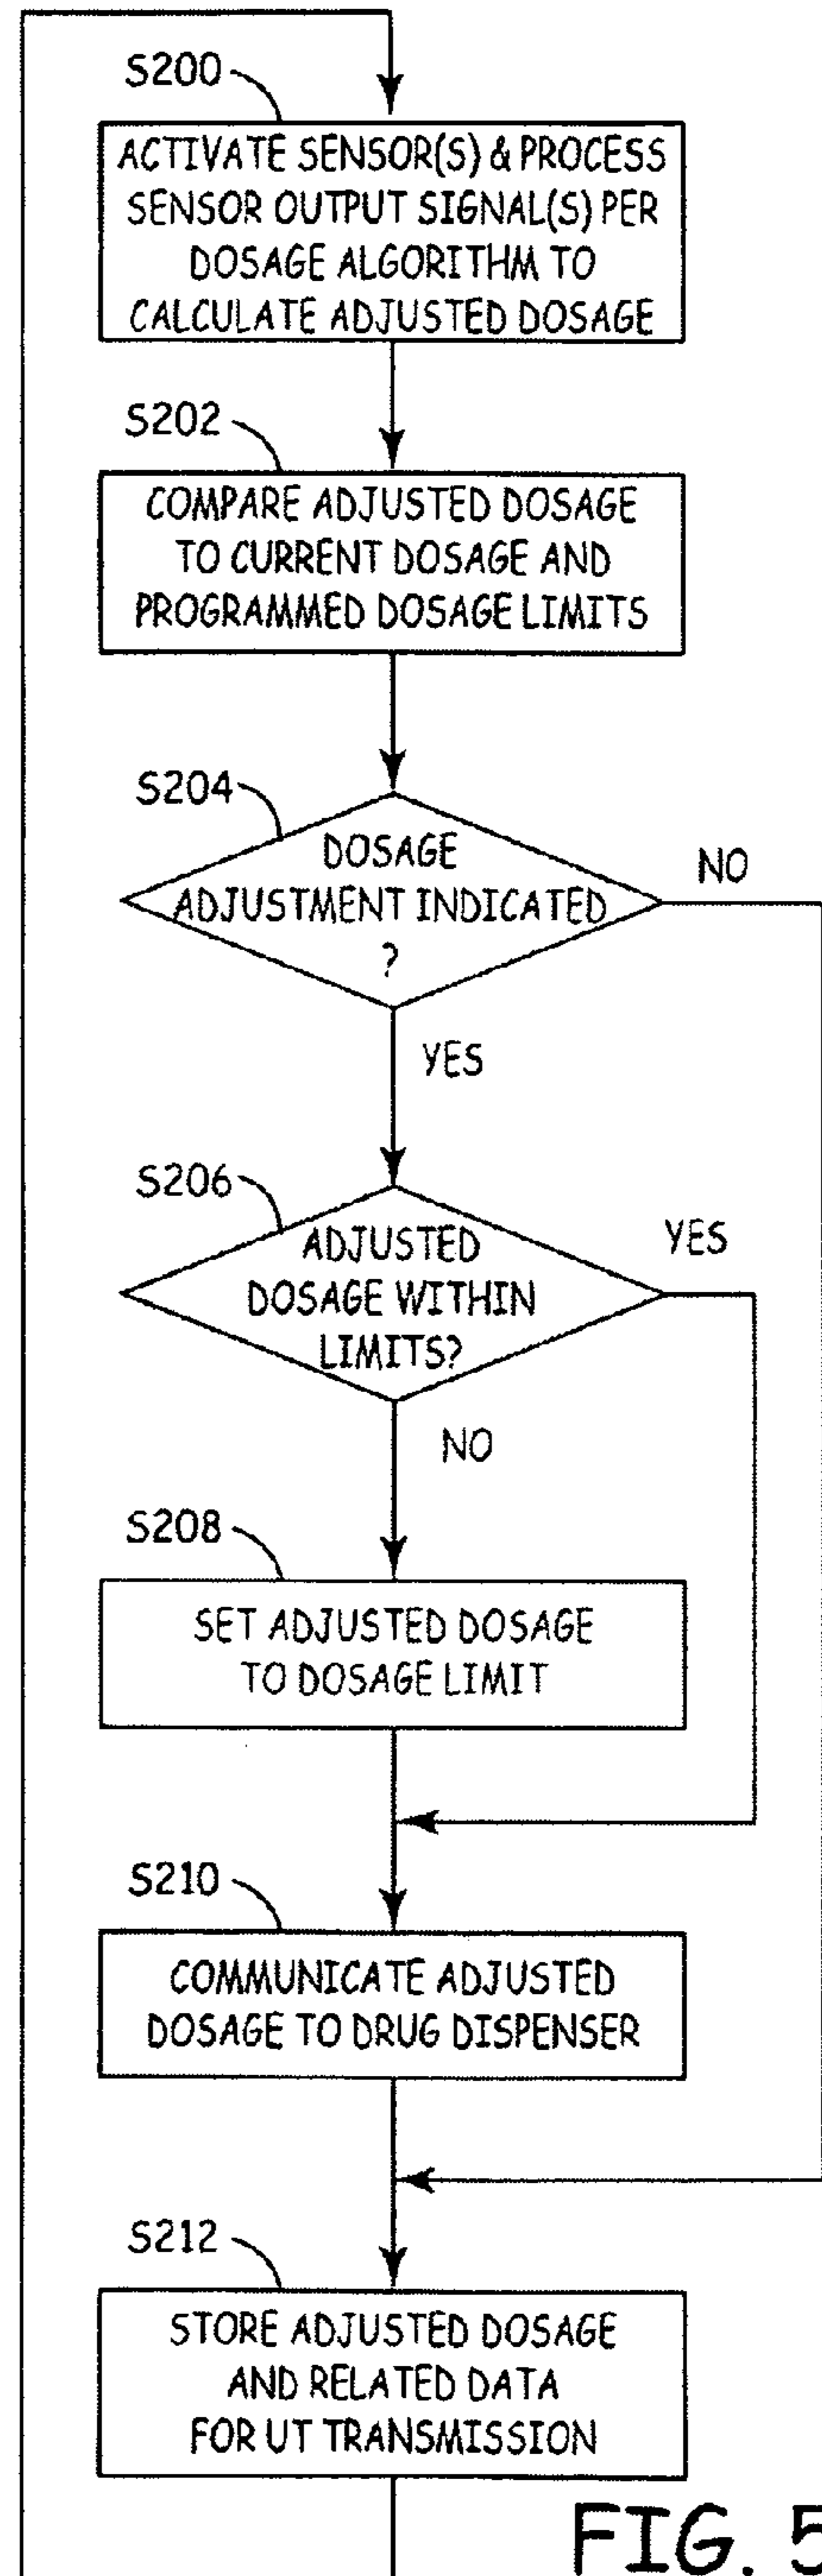 S200
ACTIVATE SENSOR(S) & PROCESS
SENSOR OUTPUT SIGNAL(S) PER
DOSAGE ALGORITHM TO
CALCULATE ADJUSTED DOSAGE
S202
COMPARE ADJUSTED DOSAGE
TO CURRENT DOSAGE AND
PROGRAMMED DOSAGE LIMITS
S204
DOSAGE
ADJUSTMENT INDICATED
?
NO
YES
S206
ADJUSTED
DOSAGE WITHIN
LIMITS?
YES
NO
S208
SET ADJUSTED DOSAGE
TO DOSAGE LIMIT
S210
COMMUNICATE ADJUSTED
DOSAGE TO DRUG DISPENSER
S212
STORE ADJUSTED DOSAGE
AND RELATED DATA
FOR UT TRANSMISSION
FIG. 5